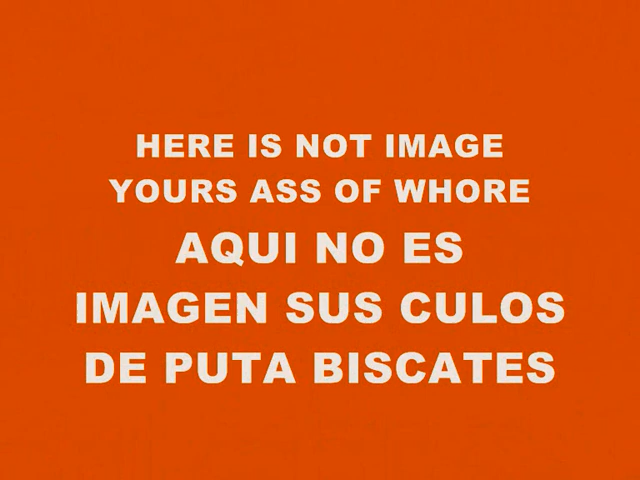 HERE IS NOT IMAGE
YOURS ASS OF WHORE
AQUI NO ES
IMAGEN SUS CULOS
DE PUTA BISCATES